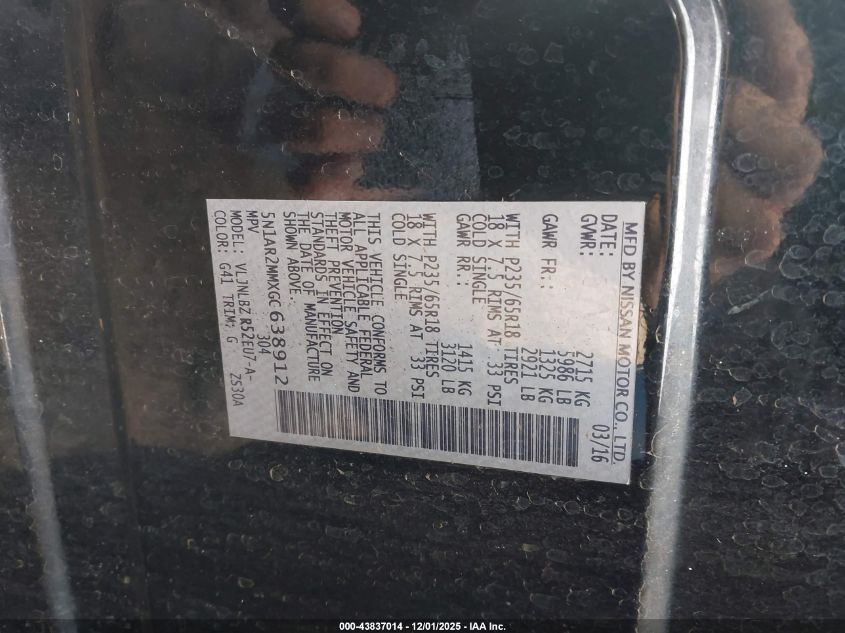 MFD BY NISSAN MOTOR CO., LTD.
DATE: 03/16
GVWR: 2715 KG
5986 LB
GAWR FR: 1325 KG
2921 LB
WITH P235/65R18 TIRES
18 X 7.5 RIMS AT 33 PSI
COLD SINGLE
GAWR RR: 1415 KG
3120 LB
WITH P235/65R18 TIRES
18 X 7.5 RIMS AT 33 PSI
COLD SINGLE
THIS VEHICLE CONFORMS TO
ALL APPLICABLE FEDERAL
MOTOR VEHICLE SAFETY AND
THEFT PREVENTION
STANDARDS IN EFFECT ON
THE DATE OF MANUFACTURE
SHOWN ABOVE.
5N1AR2MMXGC638912
MPV 304
MODEL: VLJNLBZ R52EU7-A-
COLOR: G41 TRIM: G ZS30A
000-43837014 - 12/01/2025 - IAA Inc.